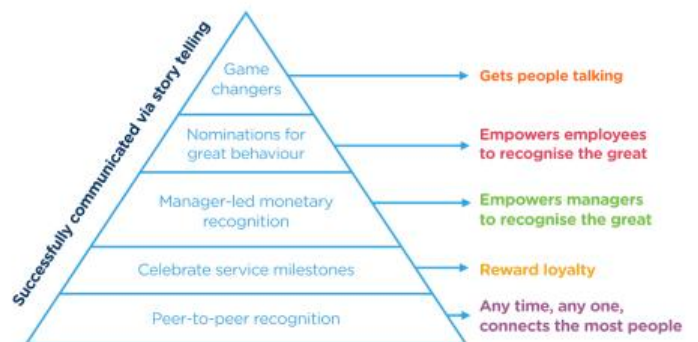 Successfully communicated via story telling
Game
changers
Gets people talking
Nominations for
great behaviour
Empowers employees
to recognise the great
Manager-led monetary
recognition
Empowers managers
to recognise the great
Celebrate service milestones
Reward loyalty
Peer-to-peer recognition
Any time, any one,
connects the most people